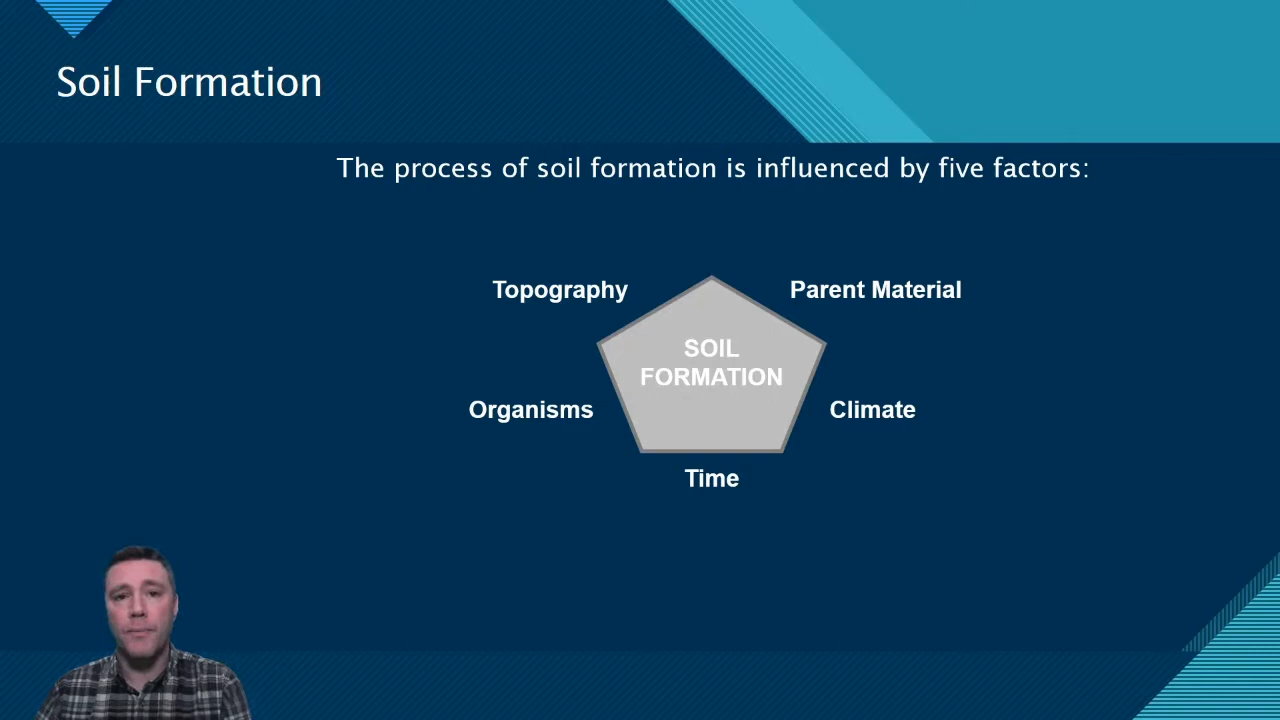 Soil Formation
The process of soil formation is influenced by five factors:
Topography
Parent Material
SOIL
FORMATION
Organisms
Climate
Time